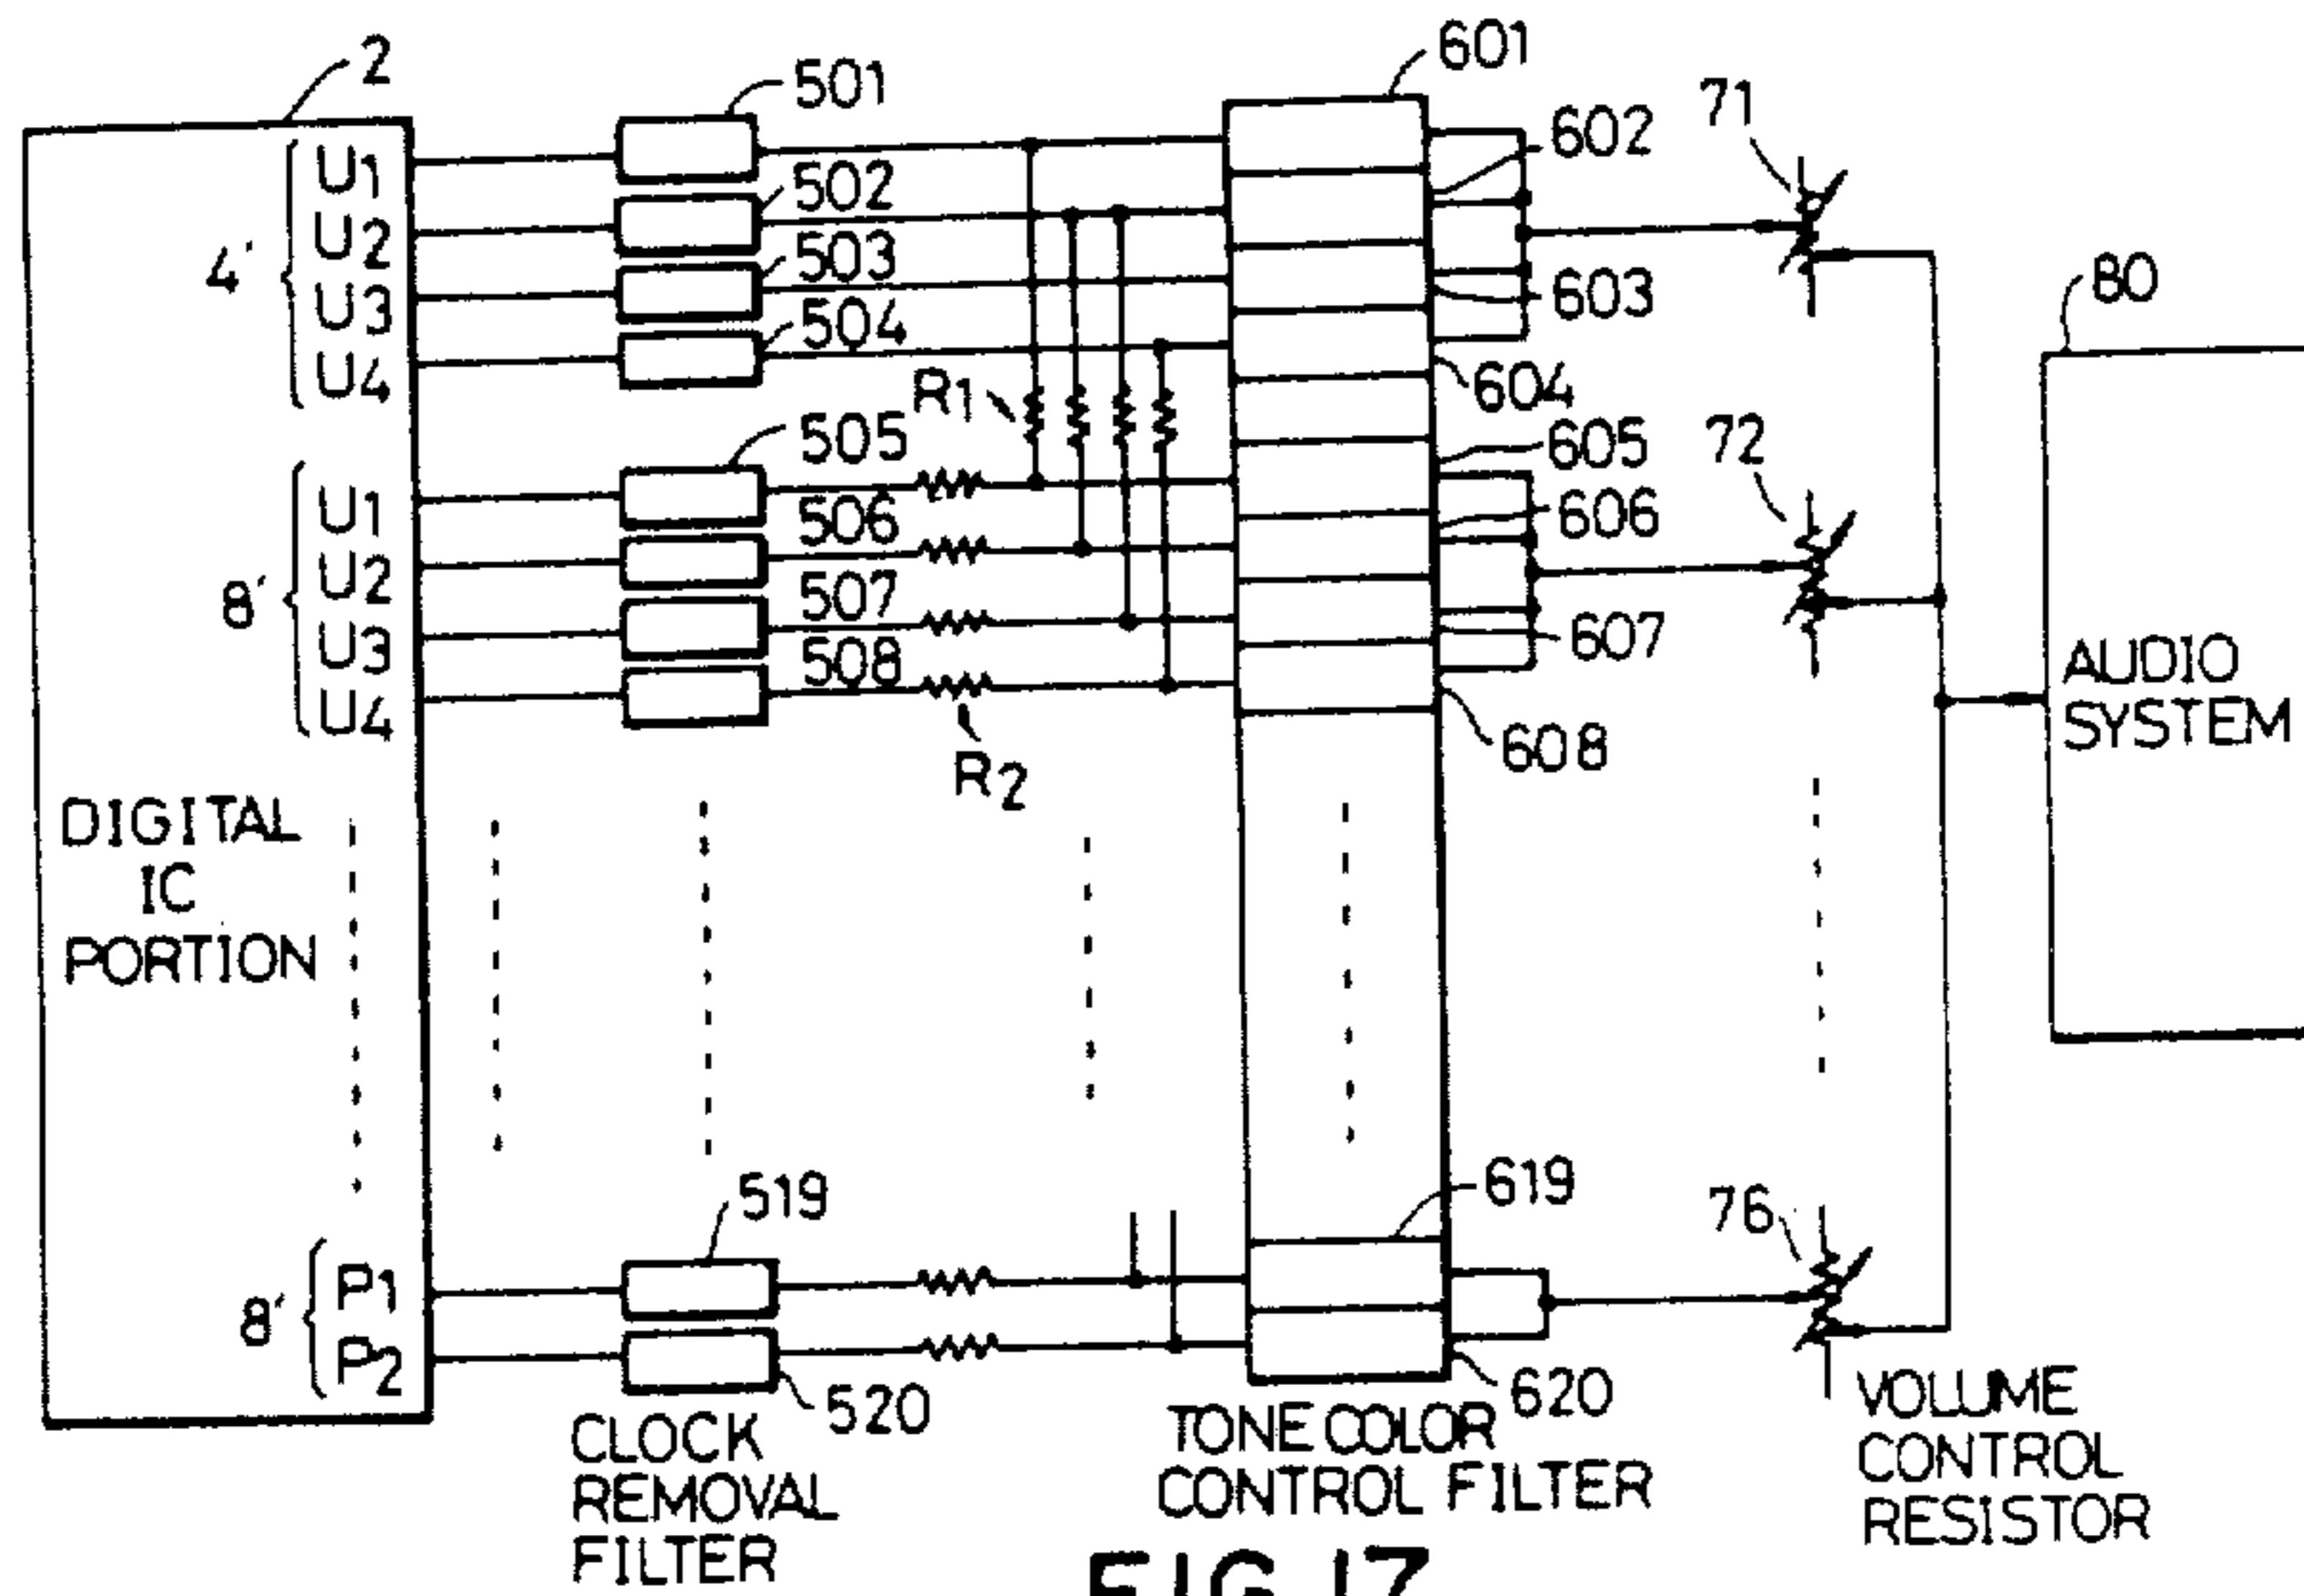 2
501
601
71
602
4' U1
U2
U3
U4
502
503
504
603
604
80
R1
72
8' U1
U2
U3
U4
505
506
507
508
R2
605
606
607
608
AUDIO
SYSTEM
DIGITAL
IC
PORTION
519
619
76
8' P1
P2
520
620
CLOCK
REMOVAL
FILTER
TONE COLOR
CONTROL FILTER
VOLUME
CONTROL
RESISTOR
FIG. 17